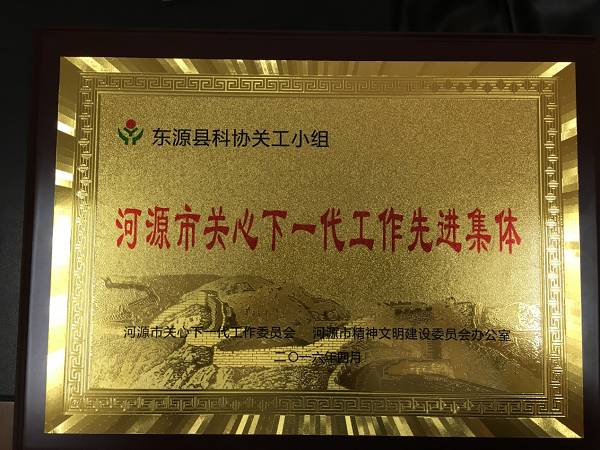 东源县科协关工小组
河源市关心下一代工作先进集体
河源市关心下一代工作委员会 河源市精神文明建设委员会办公室
二〇一六年四月